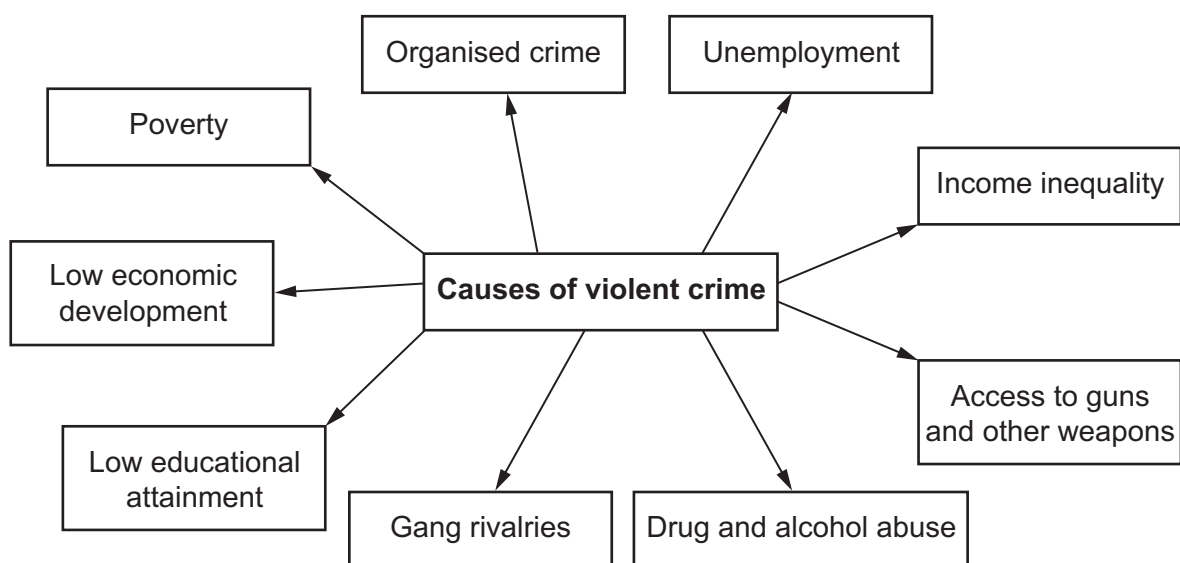 Organised crime
Unemployment
Poverty
Income inequality
Low economic
development
Causes of violent crime
Access to guns
and other weapons
Low educational
attainment
Gang rivalries
Drug and alcohol abuse